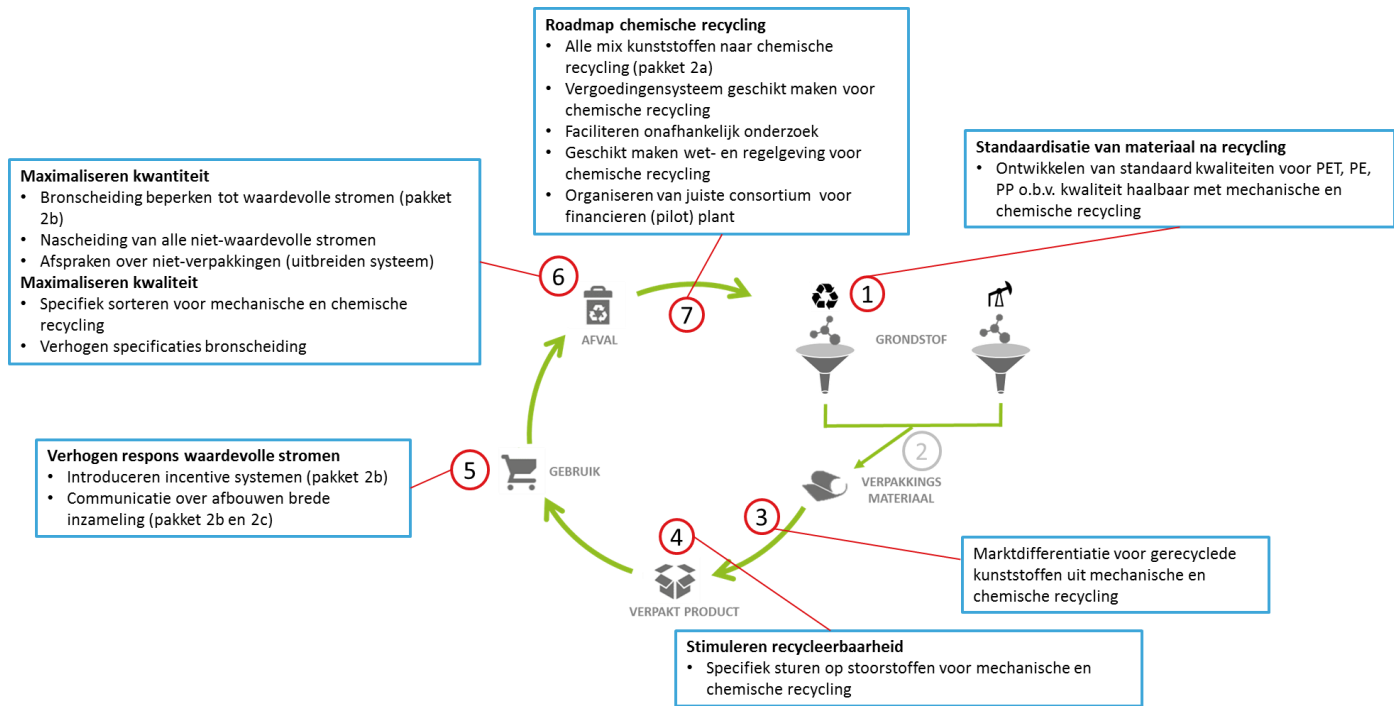 Roadmap chemische recycling
• Alle mix kunststoffen naar chemische
recycling (pakket 2a)
• Vergoedingensysteem geschikt maken voor
chemische recycling
• Faciliteren onafhankelijk onderzoek
• Geschikt maken wet- en regelgeving voor
chemische recycling
• Organiseren van juiste consortium voor
financieren (pilot) plant
Standaardisatie van materiaal na recycling
• Ontwikkelen van standaard kwaliteiten voor PET, PE,
PP o.b.v. kwaliteit haalbaar met mechanische en
chemische recycling
Maximaliseren kwantiteit
• Bronscheiding beperken tot waardevolle stromen (pakket
2b)
• Nascheiding van alle niet-waardevolle stromen
• Afspraken over niet-verpakkingen (uitbreiden systeem)
Maximaliseren kwaliteit
• Specifiek sorteren voor mechanische en chemische
recycling
• Verhogen specificaties bronscheiding
6
AFVAL
7
1
GRONDSTOF
2
VERPAKKINGS
MATERIAAL
3
4
VERPAKT PRODUCT
5
GEBRUIK
Verhogen respons waardevolle stromen
• Introduceren incentive systemen (pakket 2b)
• Communicatie over afbouwen brede
inzameling (pakket 2b en 2c)
Marktdifferentiatie voor gerecyclede
kunststoffen uit mechanische en
chemische recycling
Stimuleren recycleerbaarheid
• Specifiek sturen op stoorstoffen voor mechanische en
chemische recycling